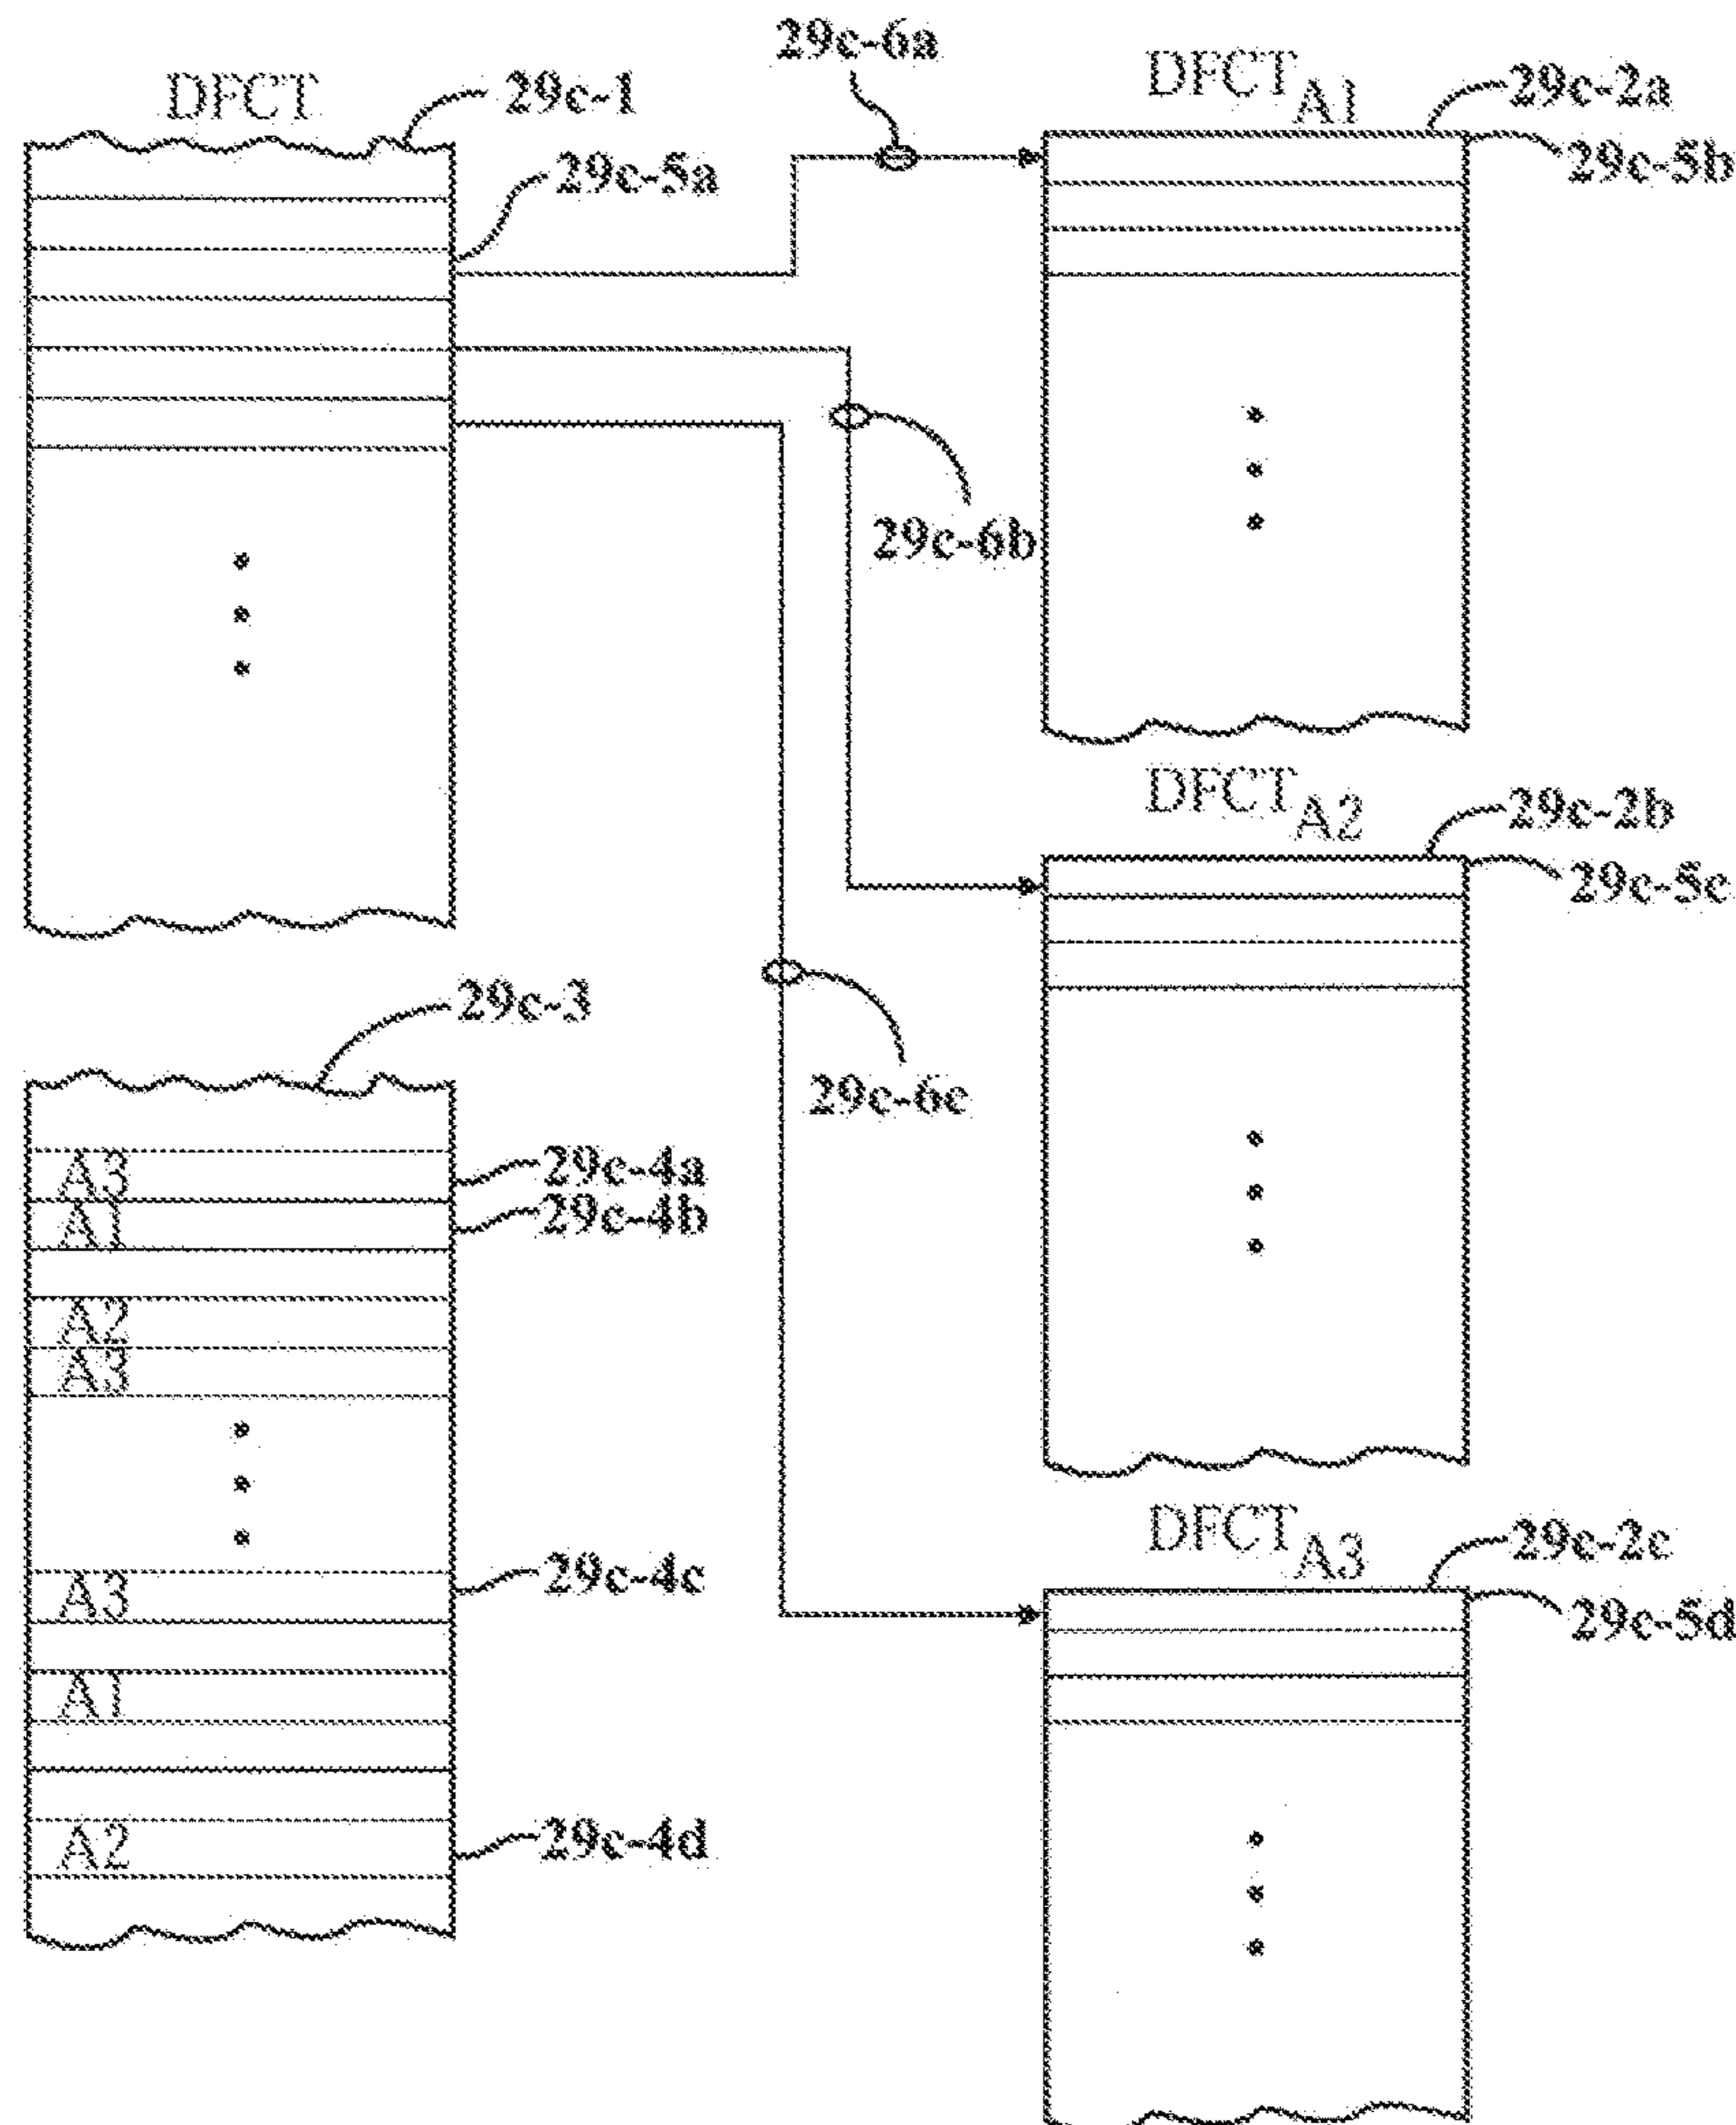 29c-6a
DFCT
29c-1
29c-5a
DFCT A1
29c-2a
29c-5b
29c-6b
DFCT A2
29c-2b
29c-5c
29c-6c
29c-3
A3
29c-4a
A1
29c-4b
A2
A3
A3
29c-4c
A1
A2
29c-4d
DFCT A3
29c-2c
29c-5d